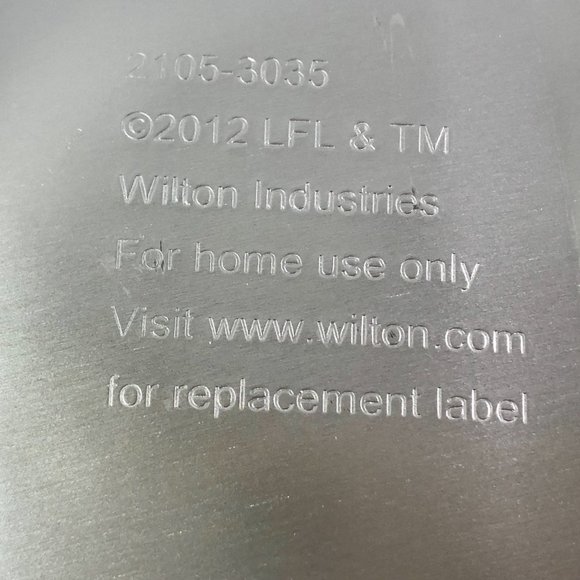 2105-3035
©2012 LFL & TM
Wilton Industries
For home use only
Visit www.wilton.com
for replacement label